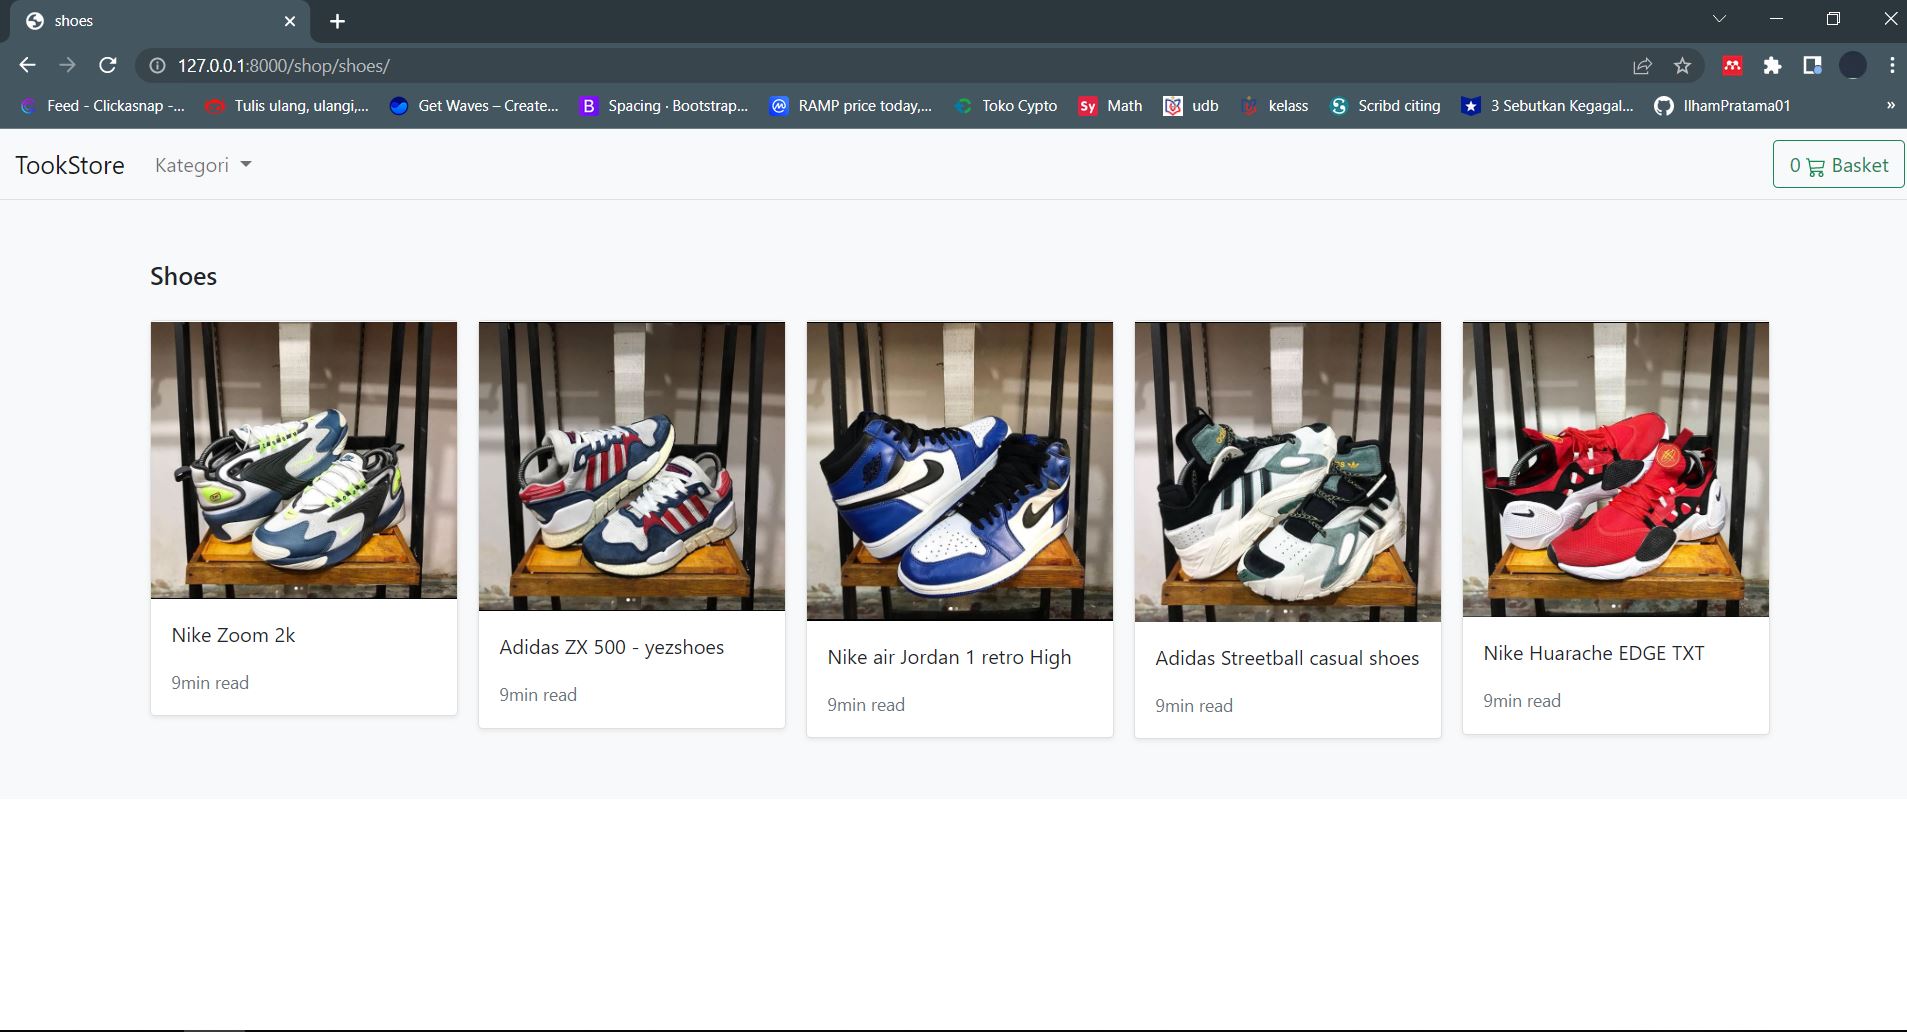 shoes
127.0.0.1:8000/shop/shoes/
Feed - Clickasnap -... Tulis ulang, ulangi,... Get Waves – Create... B Spacing · Bootstrap... RAMP price today,... Toko Cypto Sy Math udb kelass Scribd citing 3 Sebutkan Kegagal... IlhamPratama01 »
TookStore Kategori 0 Basket
Shoes
Nike Zoom 2k
9min read
Adidas ZX 500 - yezshoes
9min read
Nike air Jordan 1 retro High
9min read
Adidas Streetball casual shoes
9min read
Nike Huarache EDGE TXT
9min read